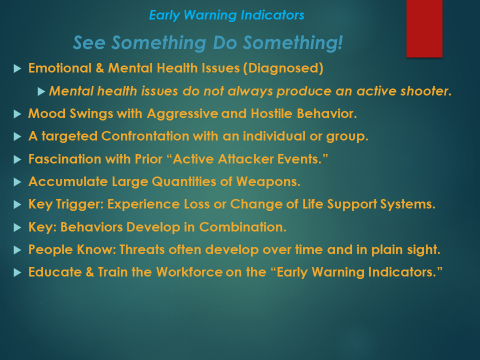 Early Warning Indicators
See Something Do Something!
Emotional & Mental Health Issues (Diagnosed)
Mental health issues do not always produce an active shooter.
Mood Swings with Aggressive and Hostile Behavior.
A targeted Confrontation with an individual or group.
Fascination with Prior “Active Attacker Events.”
Accumulate Large Quantities of Weapons.
Key Trigger: Experience Loss or Change of Life Support Systems.
Key: Behaviors Develop in Combination.
People Know: Threats often develop over time and in plain sight.
Educate & Train the Workforce on the “Early Warning Indicators.”